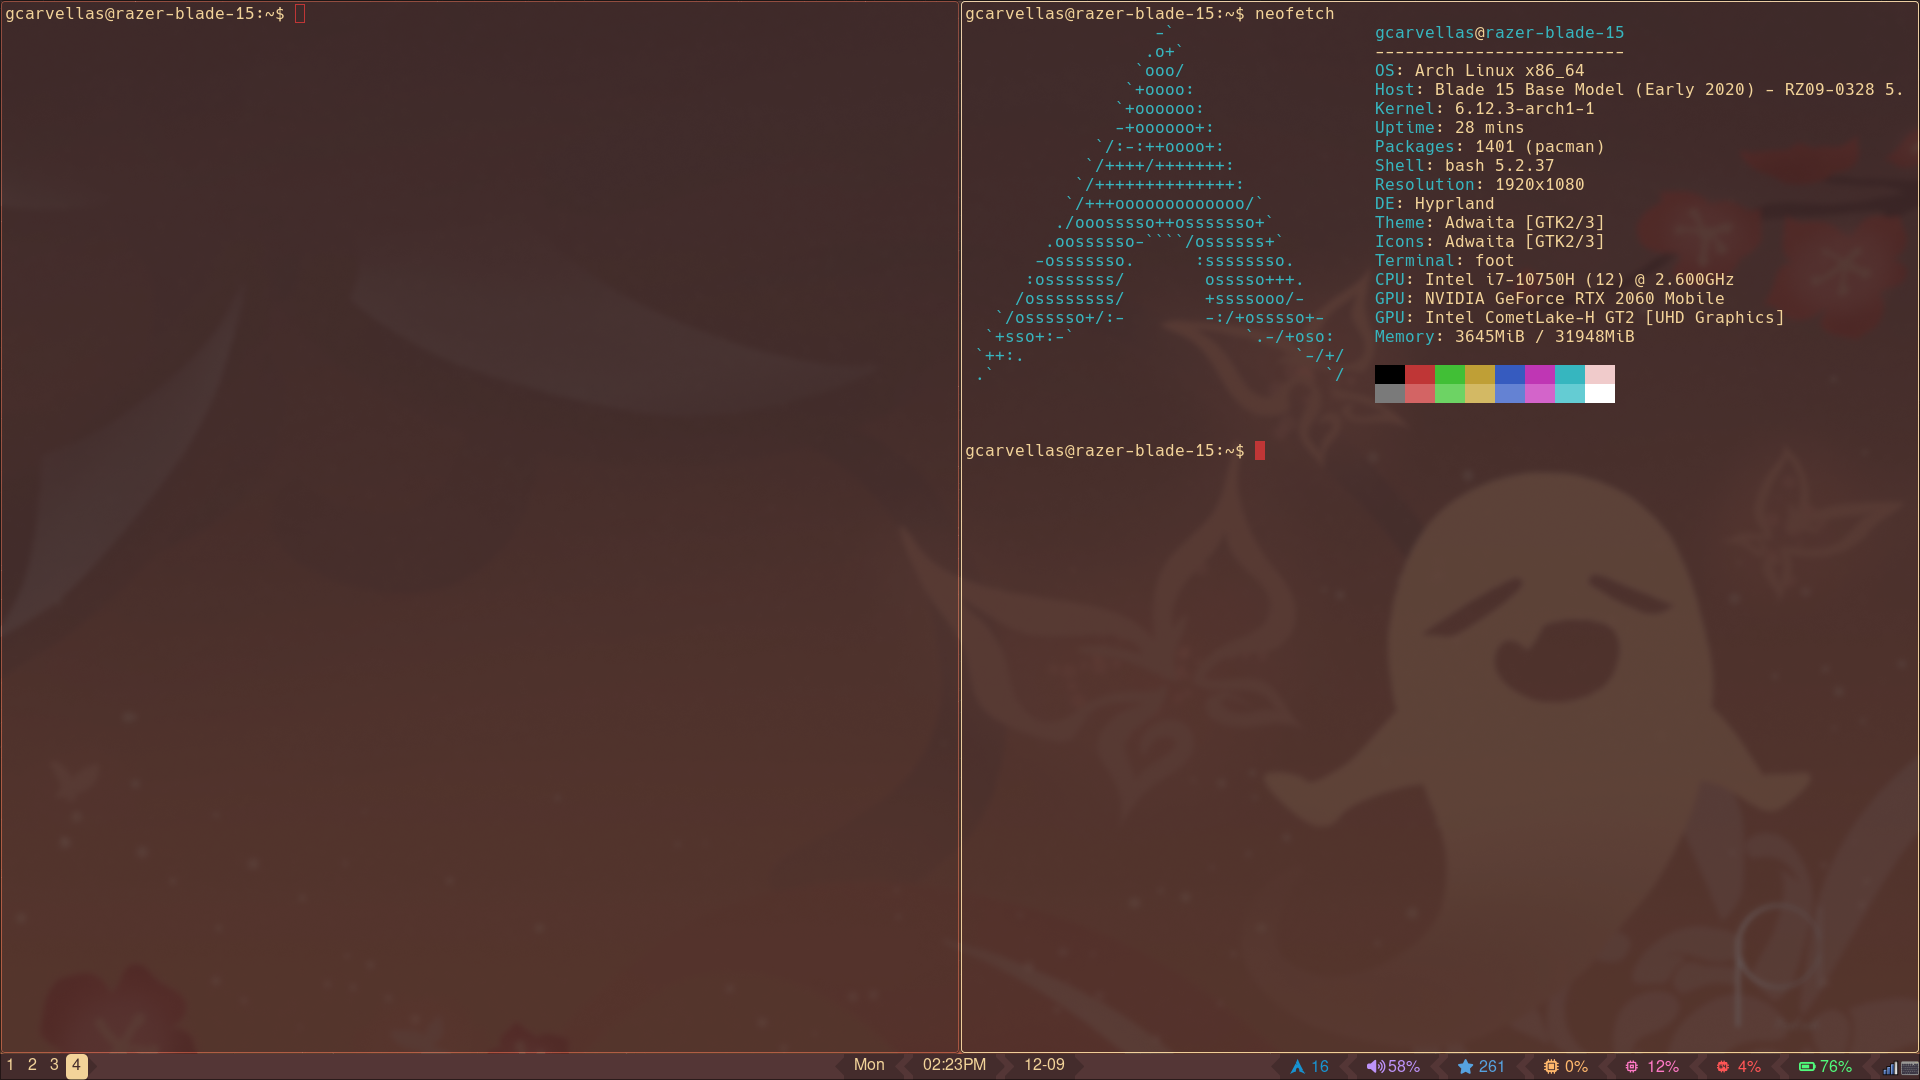 gcarvellas@razer-blade-15:~$
gcarvellas@razer-blade-15:~$ neofetch
                   -`
                  .o+`
                 `ooo/
                `+oooo:
               `+oooooo:
               -+oooooo+:
             `/:-:++oooo+:
            `/++++/+++++++:
           `/++++++++++++++:
          `/+++ooooooooooooo/`
         ./ooosssso++osssssso+`
        .oossssso-````/ossssss+`
       -osssssso.      :ssssssso.
      :osssssss/        osssso+++.
     /ossssssss/        +ssssooo/-
   `/ossssso+/:-        -:/+osssso+-
  `+sso+:-`                 `.-/+oso:
 `++:.                           `-/+/
 .`                                 `/
gcarvellas@razer-blade-15
-------------------------
OS: Arch Linux x86_64
Host: Blade 15 Base Model (Early 2020) - RZ09-0328 5.
Kernel: 6.12.3-arch1-1
Uptime: 28 mins
Packages: 1401 (pacman)
Shell: bash 5.2.37
Resolution: 1920x1080
DE: Hyprland
Theme: Adwaita [GTK2/3]
Icons: Adwaita [GTK2/3]
Terminal: foot
CPU: Intel i7-10750H (12) @ 2.600GHz
GPU: NVIDIA GeForce RTX 2060 Mobile
GPU: Intel CometLake-H GT2 [UHD Graphics]
Memory: 3645MiB / 31948MiB
gcarvellas@razer-blade-15:~$
1 2 3 4 Mon 02:23PM 12-09 16 58% 261 0% 12% 4% 76%